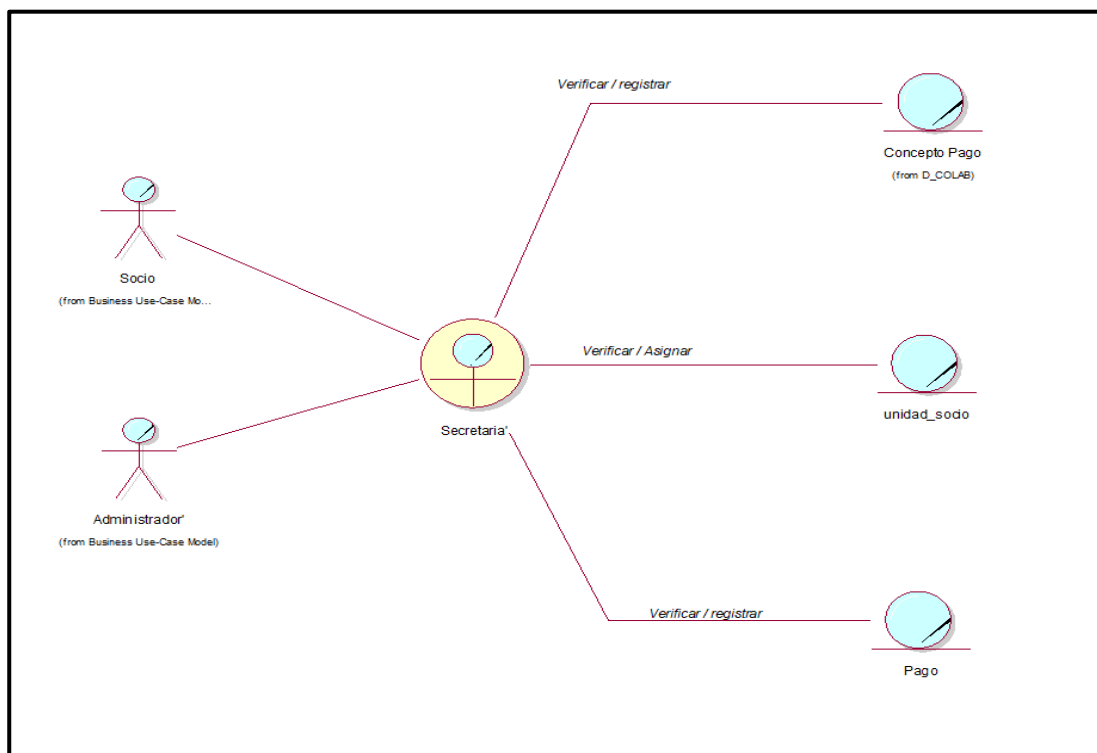 Verificar / registrar
Concepto Pago
(from D_COLAB)
Socio
(from Business Use-Case Mo...
Verificar / Asignar
unidad_socio
Secretaria'
Administrador'
(from Business Use-Case Model)
Verificar / registrar
Pago